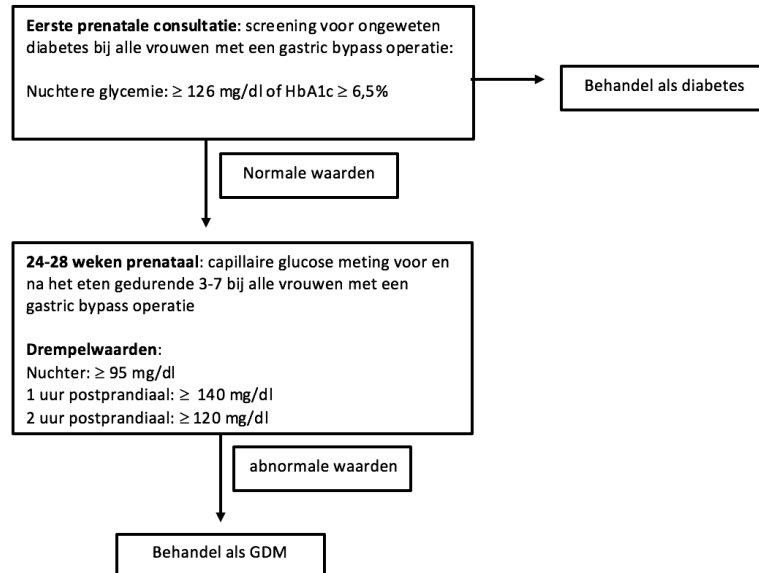 Eerste prenatale consultatie: screening voor ongeweten
diabetes bij alle vrouwen met een gastric bypass operatie:
Nuchtere glycemie: ≥ 126 mg/dl of HbA1c ≥ 6,5%
Behandel als diabetes
Normale waarden
24-28 weken prenataal: capillaire glucose meting voor en
na het eten gedurende 3-7 bij alle vrouwen met een
gastric bypass operatie
Drempelwaarden:
Nuchter: ≥ 95 mg/dl
1 uur postprandiaal: ≥ 140 mg/dl
2 uur postprandiaal: ≥ 120 mg/dl
abnormale waarden
Behandel als GDM